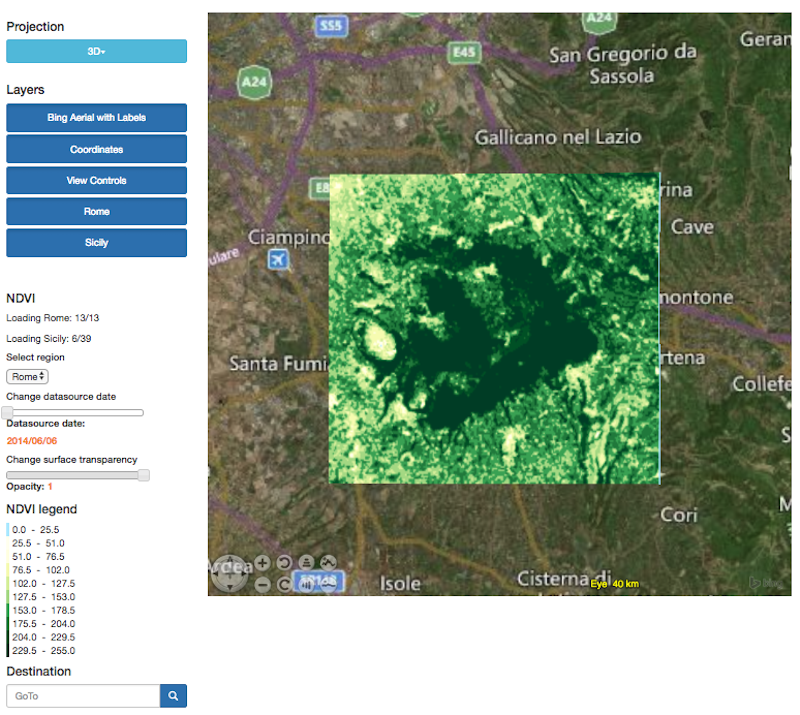 Projection
3D
Layers
Bing Aerial with Labels
Coordinates
View Controls
Rome
Sicily
NDVI
Loading Rome: 13/13
Loading Sicily: 6/39
Select region
Rome
Change datasource date
Datasource date:
2014/06/06
Change surface transparency
Opacity: 1
NDVI legend
0.0 - 25.5
25.5 - 51.0
51.0 - 76.5
76.5 - 102.0
102.0 - 127.5
127.5 - 153.0
153.0 - 178.5
178.5 - 204.0
204.0 - 229.5
229.5 - 255.0
Destination
GoTo
SS5
A24
E45
A24
San Gregorio da
Sassola
Geran
Gallicano nel Lazio
E8
rina
Cave
Ciampino
ulare
montone
Santa Fumi
rtena
Collefe
S
Cori
M
Ardea
Isole
Cisterna di
Eye 40 km